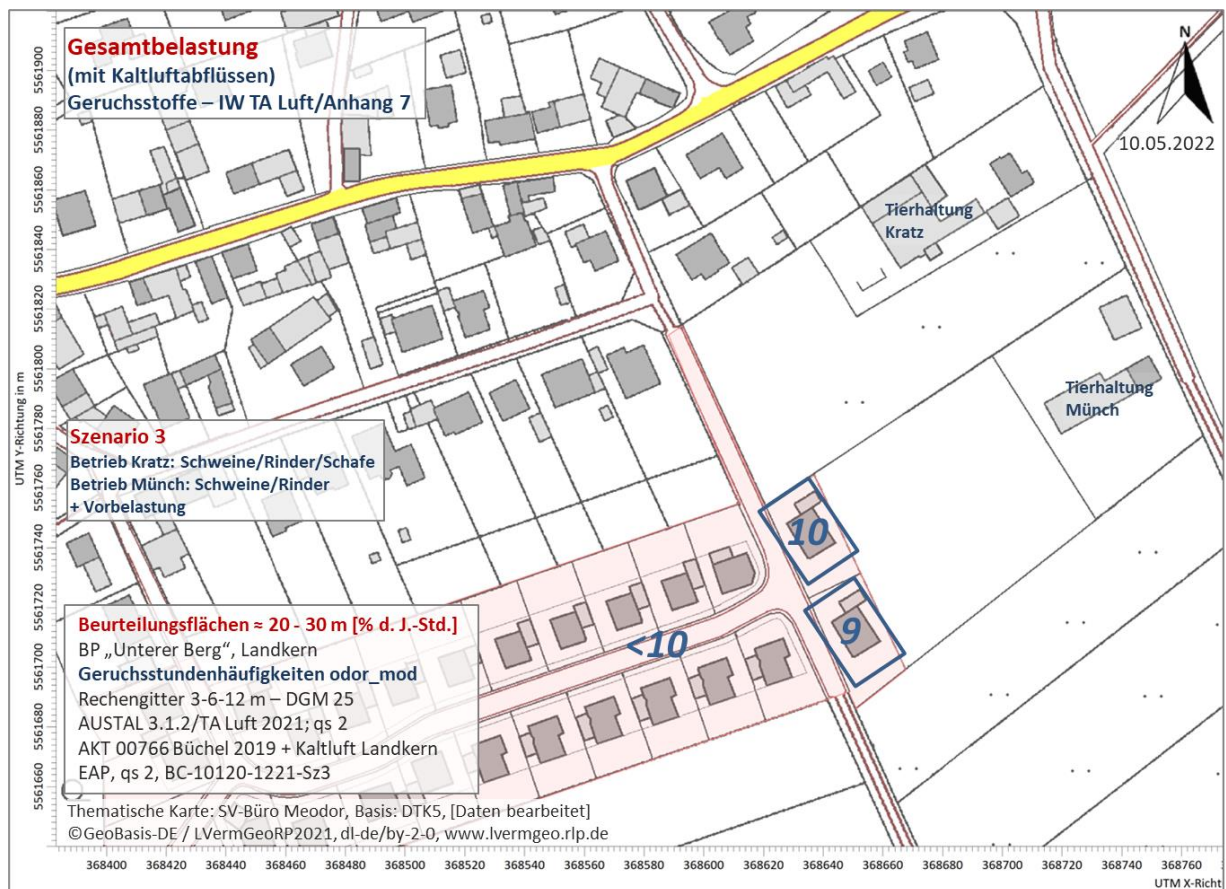 Gesamtbelastung
(mit Kaltluftabflüssen)
Geruchsstoffe – IW TA Luft/Anhang 7
N
10.05.2022
Tierhaltung
Kratz
Tierhaltung
Münch
Szenario 3
Betrieb Kratz: Schweine/Rinder/Schafe
Betrieb Münch: Schweine/Rinder
+ Vorbelastung
10
9
<10
Beurteilungsflächen ≈ 20 - 30 m [% d. J.-Std.]
BP „Unterer Berg“, Landkern
Geruchsstundenhäufigkeiten odor_mod
Rechengitter 3-6-12 m – DGM 25
AUSTAL 3.1.2/TA Luft 2021; qs 2
AKT 00766 Büchel 2019 + Kaltluft Landkern
EAP, qs 2, BC-10120-1221-Sz3
Thematische Karte: SV-Büro Meodor, Basis: DTK5, [Daten bearbeitet]
©GeoBasis-DE / LVermGeoRP2021, dl-de/by-2-0, www.lvermgeo.rlp.de
UTM Y-Richtung in m
5561900
5561880
5561860
5561840
5561820
5561800
5561780
5561760
5561740
5561720
5561700
5561680
5561660
368400 368420 368440 368460 368480 368500 368520 368540 368560 368580 368600 368620 368640 368660 368680 368700 368720 368740 368760
UTM X-Richt